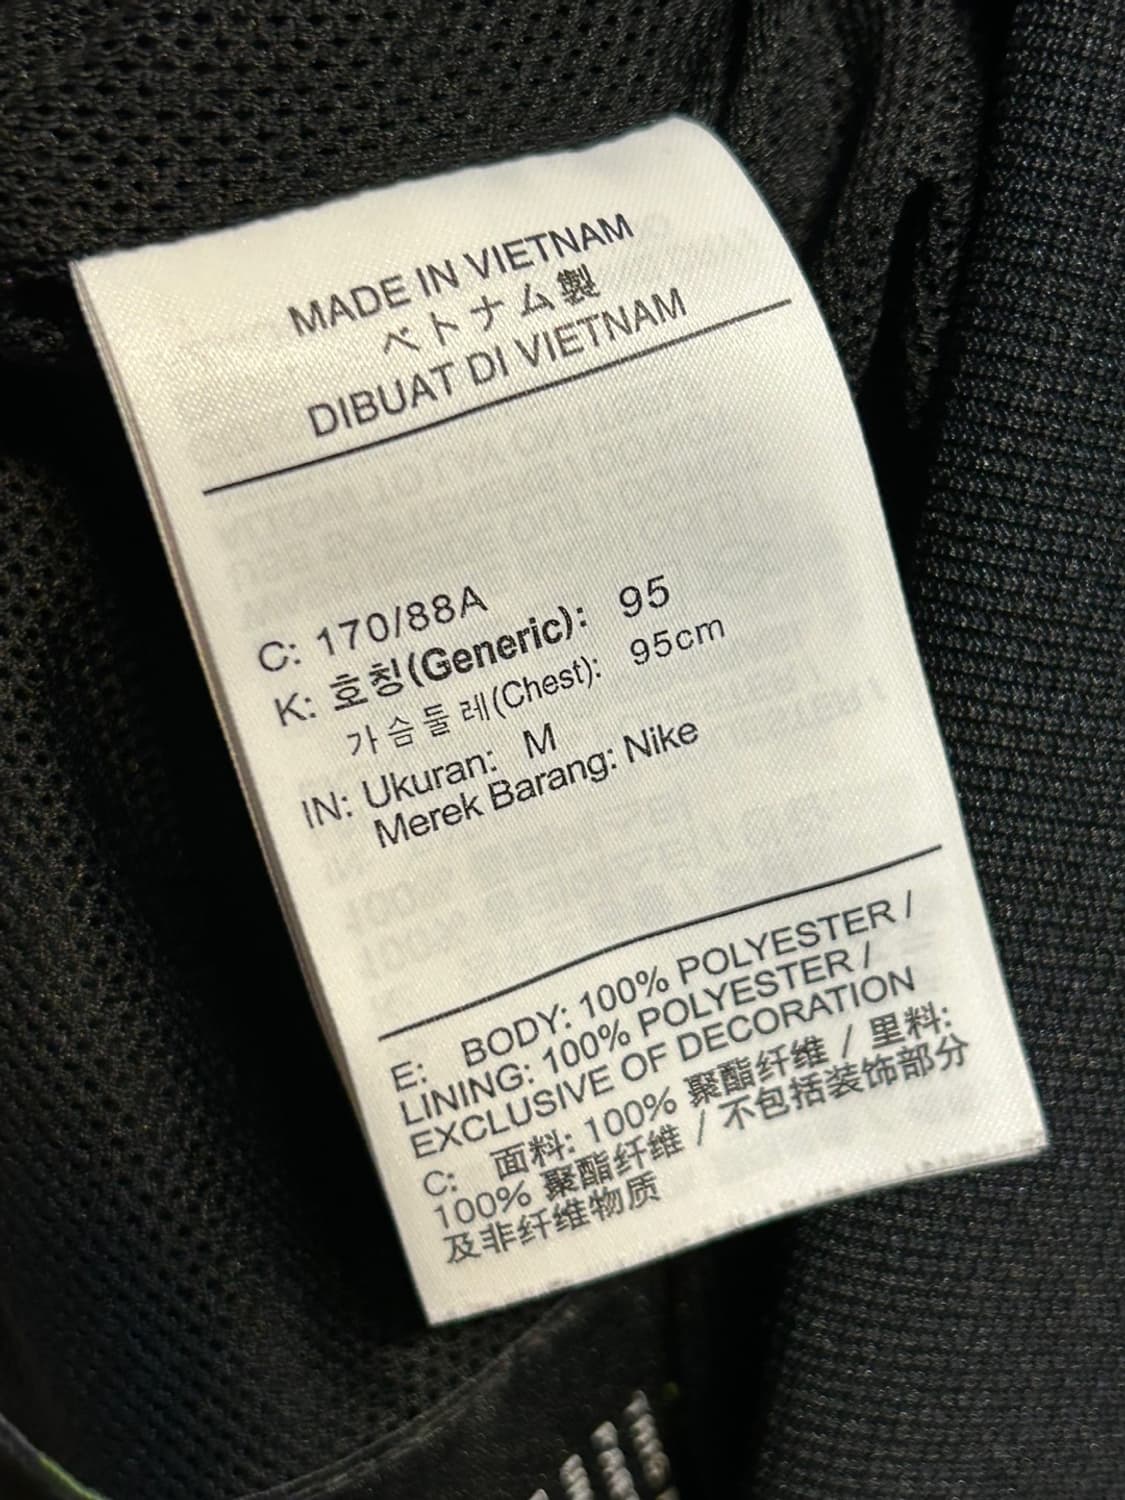 MADE IN VIETNAM
ベトナム製
DIBUAT DI VIETNAM
C: 170/88A
K: 호칭(Generic): 95
가슴둘레(Chest): 95cm
IN: Ukuran: M
Merek Barang: Nike
E: BODY: 100% POLYESTER /
LINING: 100% POLYESTER /
EXCLUSIVE OF DECORATION
C: 面料: 100% 聚酯纤维 / 里料:
100% 聚酯纤维 / 不包括装饰部分
及非纤维物质